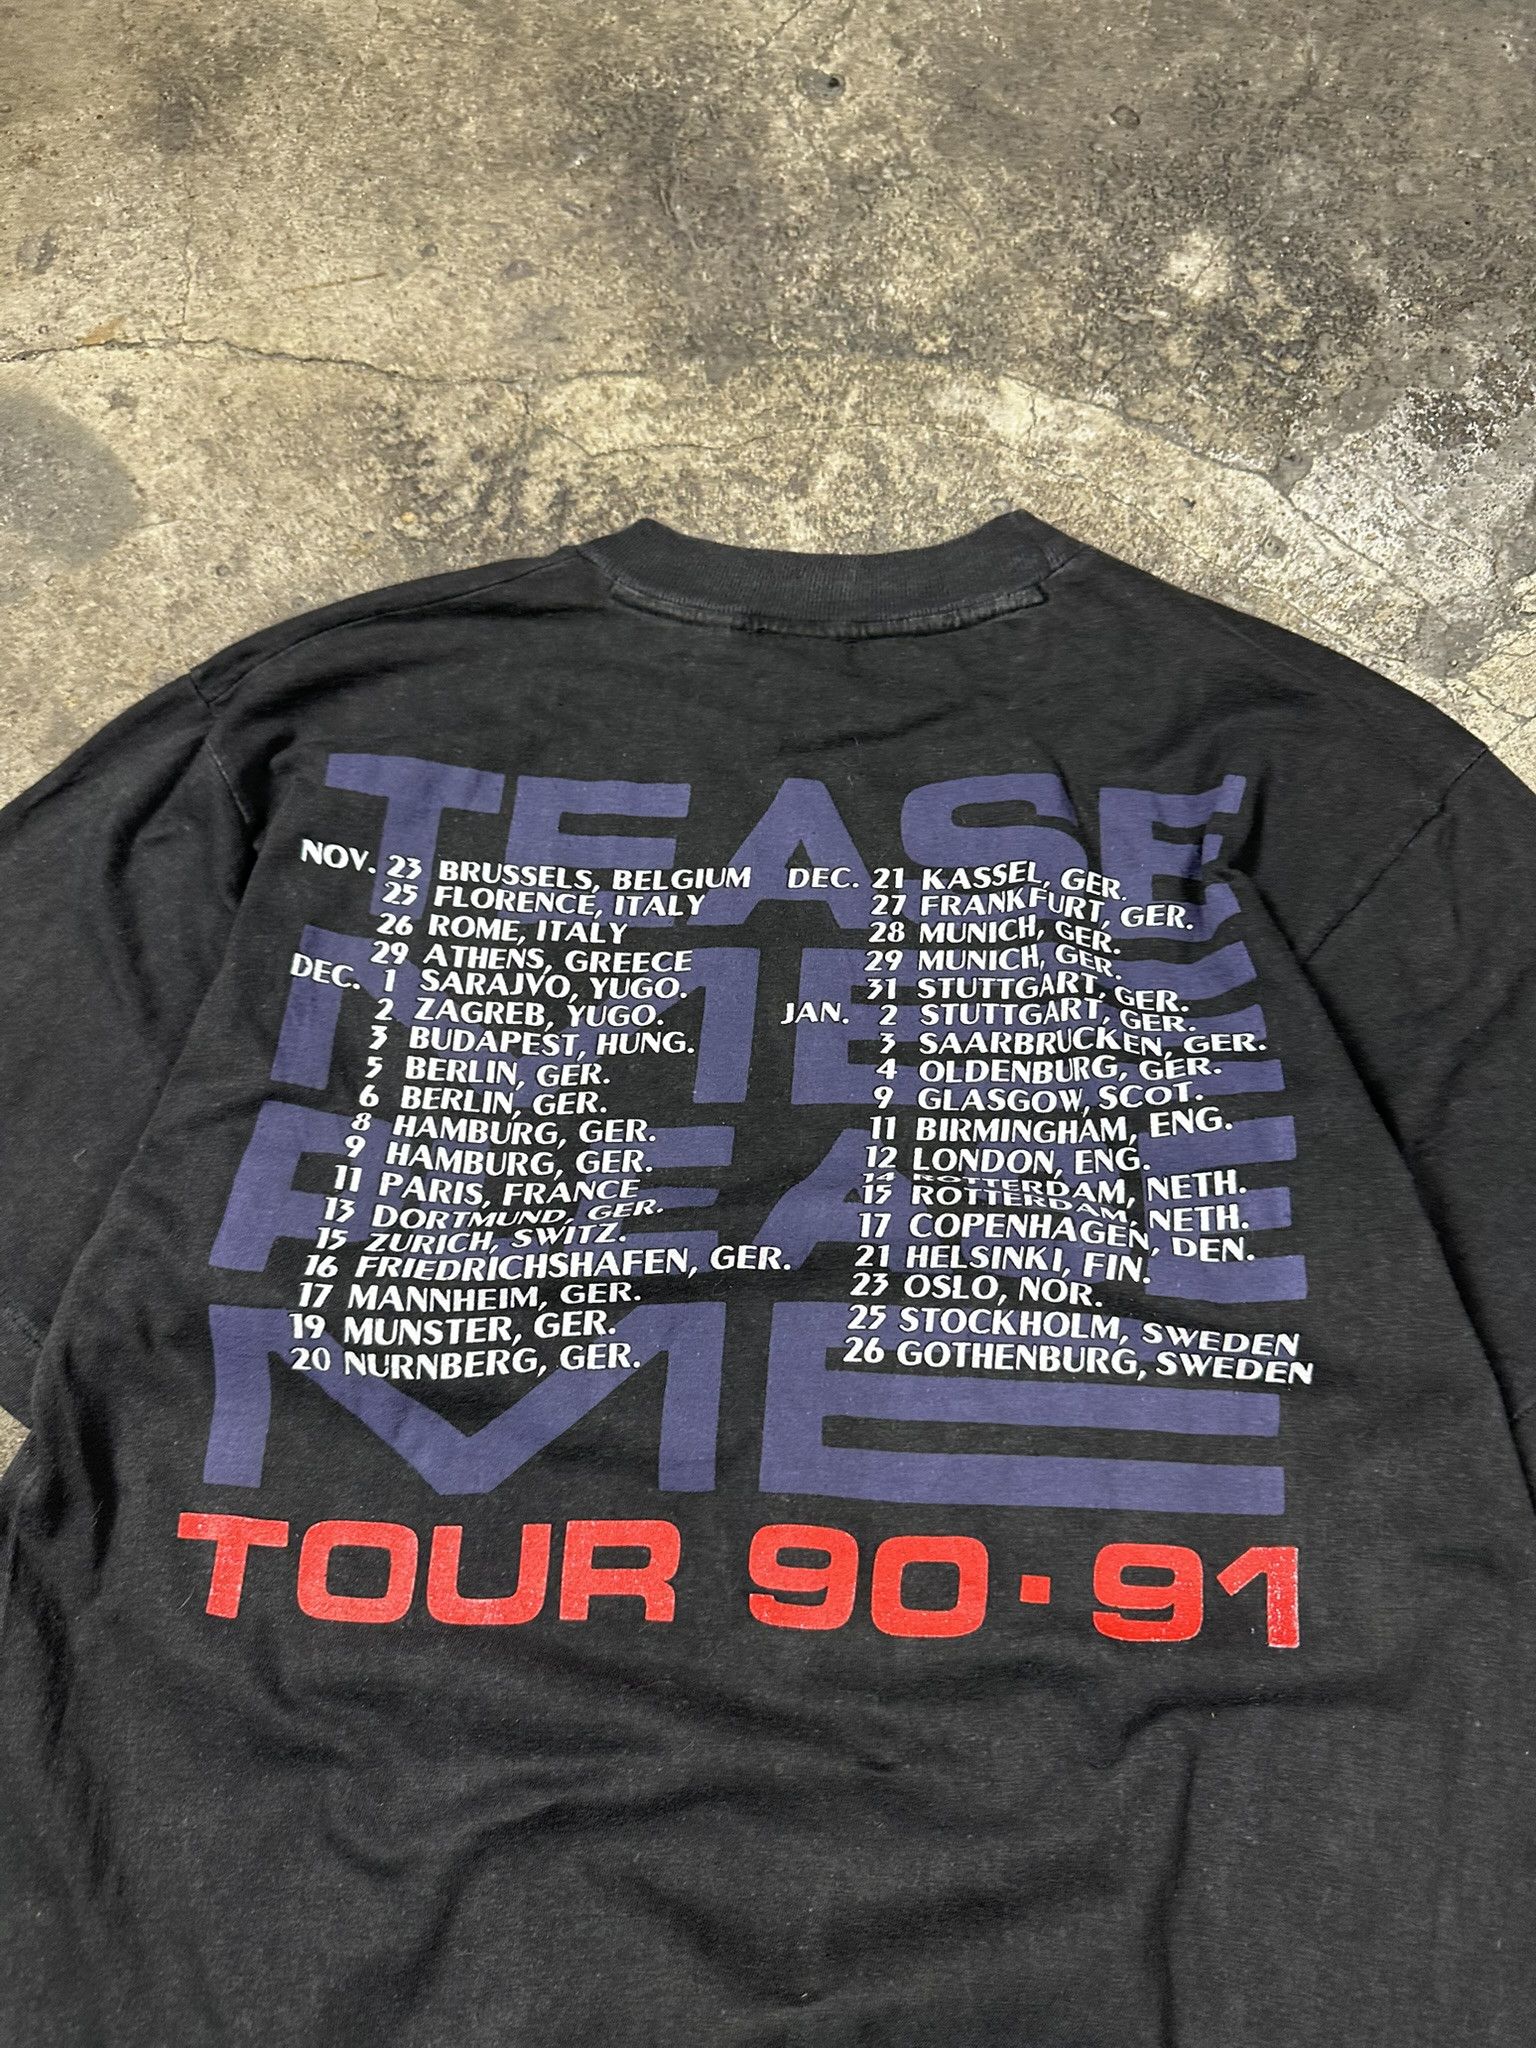 TEASE
ME
PLEASE
ME
NOV. 23 BRUSSELS, BELGIUM
25 FLORENCE, ITALY
26 ROME, ITALY
29 ATHENS, GREECE
DEC. 1 SARAJVO, YUGO.
2 ZAGREB, YUGO.
3 BUDAPEST, HUNG.
5 BERLIN, GER.
6 BERLIN, GER.
8 HAMBURG, GER.
9 HAMBURG, GER.
11 PARIS, FRANCE
13 DORTMUND, GER.
15 ZURICH, SWITZ.
16 FRIEDRICHSHAFEN, GER.
17 MANNHEIM, GER.
19 MUNSTER, GER.
20 NURNBERG, GER.
DEC. 21 KASSEL, GER.
27 FRANKFURT, GER.
28 MUNICH, GER.
29 MUNICH, GER.
31 STUTTGART, GER.
JAN. 2 STUTTGART, GER.
3 SAARBRUCKEN, GER.
4 OLDENBURG, GER.
9 GLASGOW, SCOT.
11 BIRMINGHAM, ENG.
12 LONDON, ENG.
14 ROTTERDAM, NETH.
15 ROTTERDAM, NETH.
17 COPENHAGEN, DEN.
21 HELSINKI, FIN.
23 OSLO, NOR.
25 STOCKHOLM, SWEDEN
26 GOTHENBURG, SWEDEN
TOUR 90·91